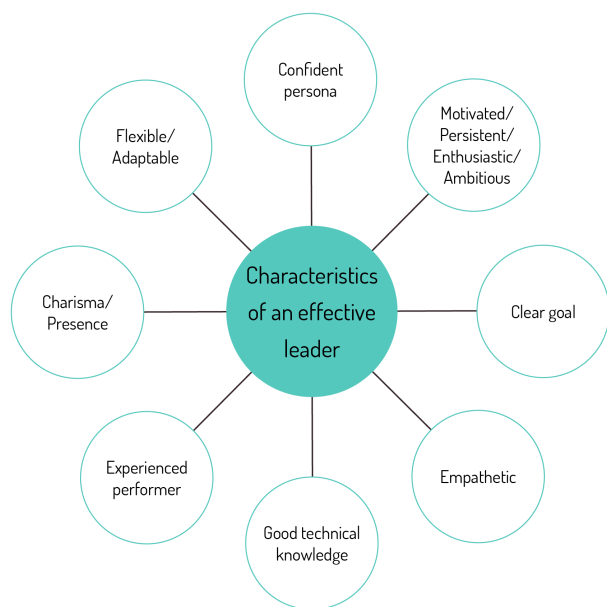 Confident
persona
Motivated/
Persistent/
Enthusiastic/
Ambitious
Flexible/
Adaptable
Characteristics
of an effective
leader
Charisma/
Presence
Clear goal
Experienced
performer
Empathetic
Good technical
knowledge